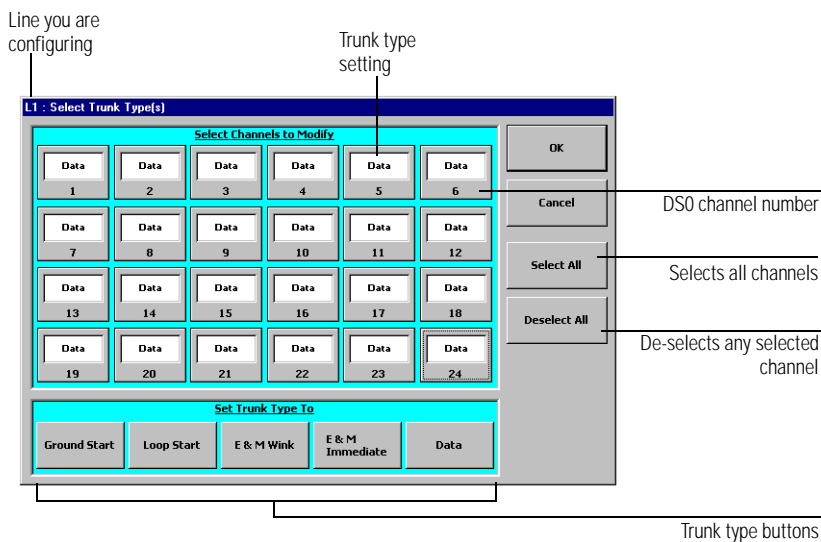 Line you are
configuring
Trunk type
setting
L1 : Select Trunk Type(s)
Select Channels to Modify
Data Data Data Data Data Data
1 2 3 4 5 6
Data Data Data Data Data Data
7 8 9 10 11 12
Data Data Data Data Data Data
13 14 15 16 17 18
Data Data Data Data Data Data
19 20 21 22 23 24
OK
Cancel
Select All
Deselect All
DS0 channel number
Selects all channels
De-selects any selected
channel
Set Trunk Type To
Ground Start
Loop Start
E & M Wink
E & M
Immediate
Data
Trunk type buttons